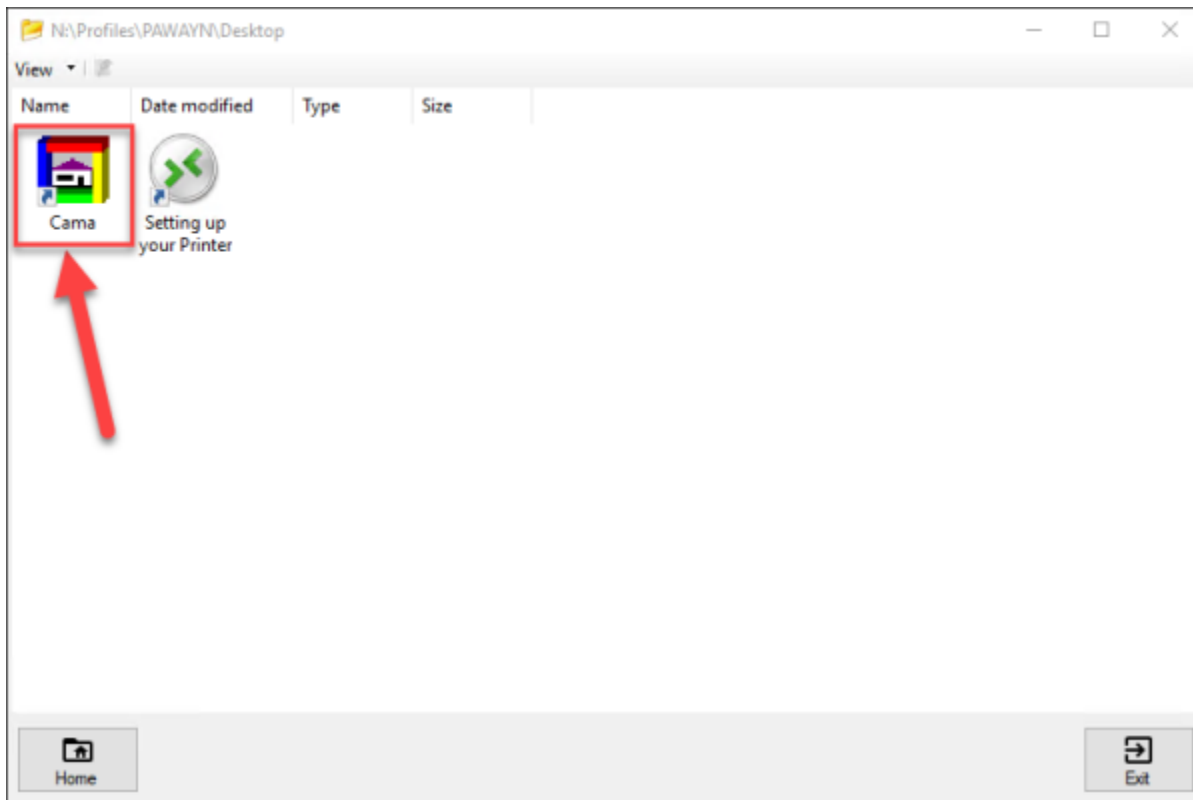 N:\Profiles\PAWAYN\Desktop
View
Name Date modified Type Size
Cama
Setting up
your Printer
Home
Exit